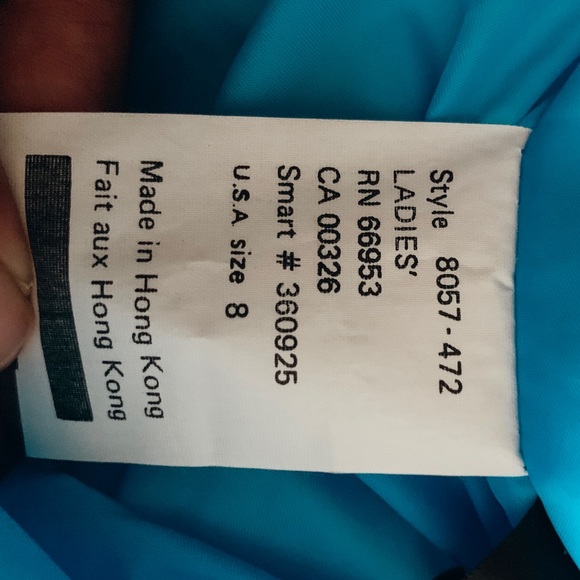 Style 8057-472
LADIES'
RN 66953
CA 00326
Smart # 360925
U.S.A size 8
Made in Hong Kong
Fait aux Hong Kong